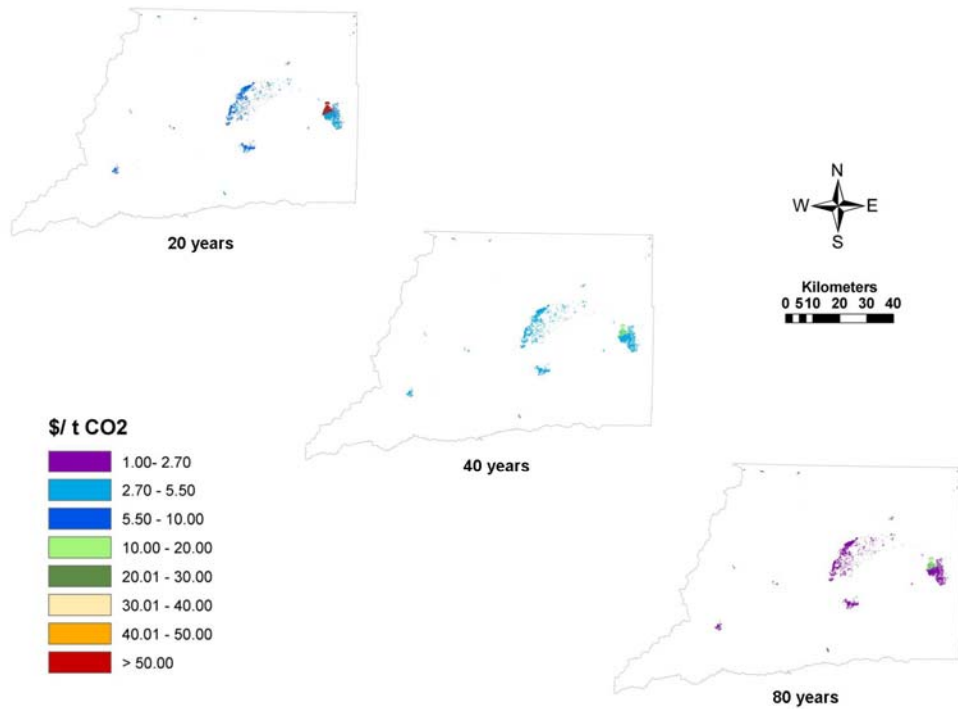 20 years
N
W E
S
Kilometers
0 510 20 30 40
40 years
$/ t CO2
1.00- 2.70
2.70 - 5.50
5.50 - 10.00
10.00 - 20.00
20.01 - 30.00
30.01 - 40.00
40.01 - 50.00
> 50.00
80 years